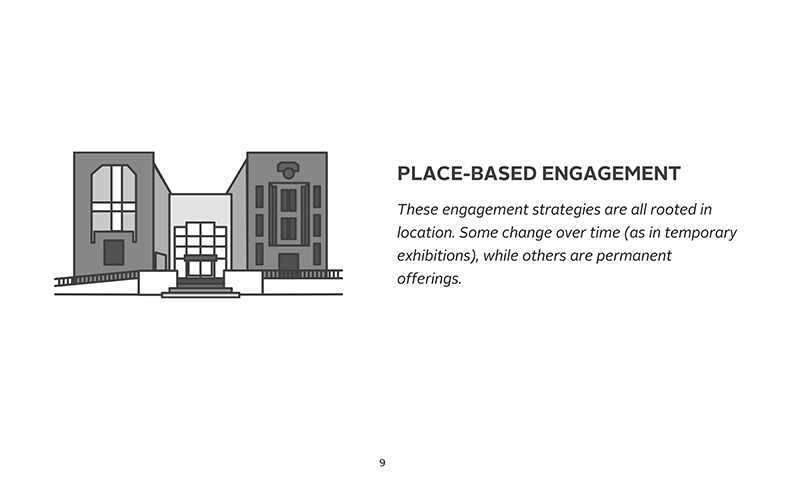 PLACE-BASED ENGAGEMENT
These engagement strategies are all rooted in
location. Some change over time (as in temporary
exhibitions), while others are permanent
offerings.
9